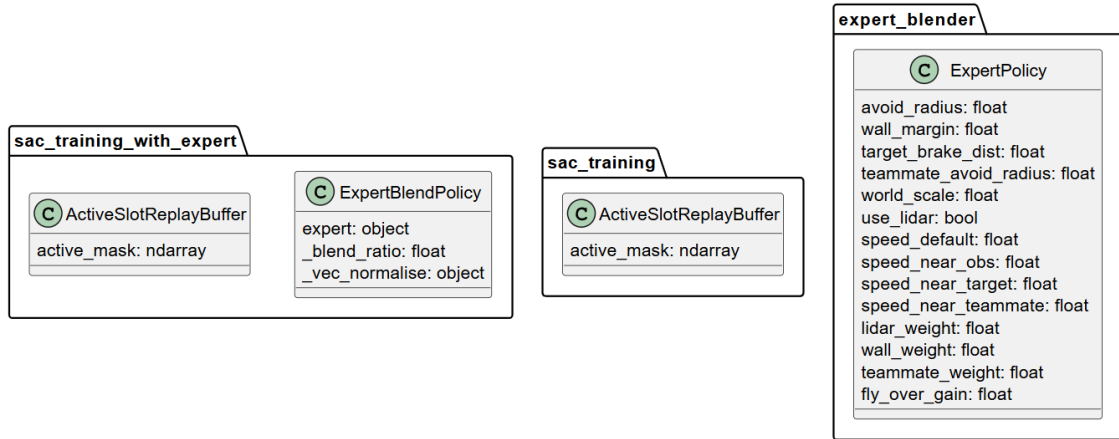 sac_training_with_expert
C ActiveSlotReplayBuffer
active_mask: ndarray
C ExpertBlendPolicy
expert: object
_blend_ratio: float
_vec_normalise: object
sac_training
C ActiveSlotReplayBuffer
active_mask: ndarray
expert_blender
C ExpertPolicy
avoid_radius: float
wall_margin: float
target_brake_dist: float
teammate_avoid_radius: float
world_scale: float
use_lidar: bool
speed_default: float
speed_near_obs: float
speed_near_target: float
speed_near_teammate: float
lidar_weight: float
wall_weight: float
teammate_weight: float
fly_over_gain: float